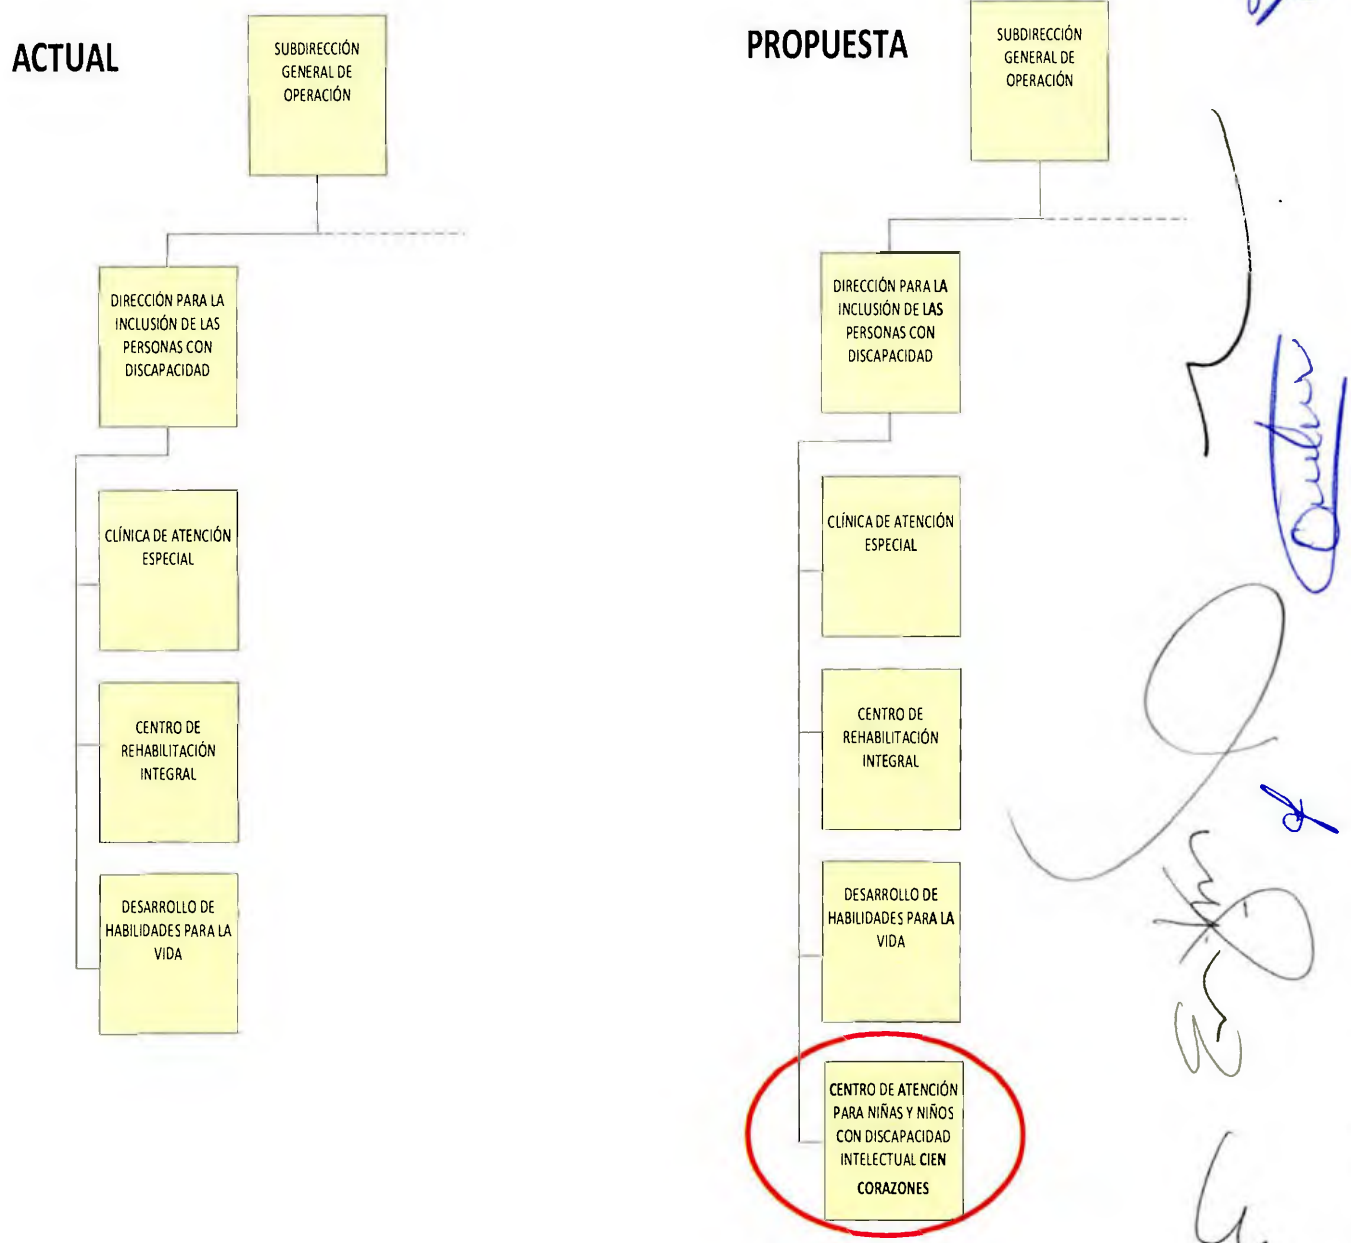 ACTUAL
SUBDIRECCIÓN
GENERAL DE
OPERACIÓN
DIRECCIÓN PARA LA
INCLUSIÓN DE LAS
PERSONAS CON
DISCAPACIDAD
CLÍNICA DE ATENCIÓN
ESPECIAL
CENTRO DE
REHABILITACIÓN
INTEGRAL
DESARROLLO DE
HABILIDADES PARA LA
VIDA
PROPUESTA
SUBDIRECCIÓN
GENERAL DE
OPERACIÓN
DIRECCIÓN PARA LA
INCLUSIÓN DE LAS
PERSONAS CON
DISCAPACIDAD
CLÍNICA DE ATENCIÓN
ESPECIAL
CENTRO DE
REHABILITACIÓN
INTEGRAL
DESARROLLO DE
HABILIDADES PARA LA
VIDA
CENTRO DE ATENCIÓN
PARA NIÑAS Y NIÑOS
CON DISCAPACIDAD
INTELECTUAL CIEN
CORAZONES